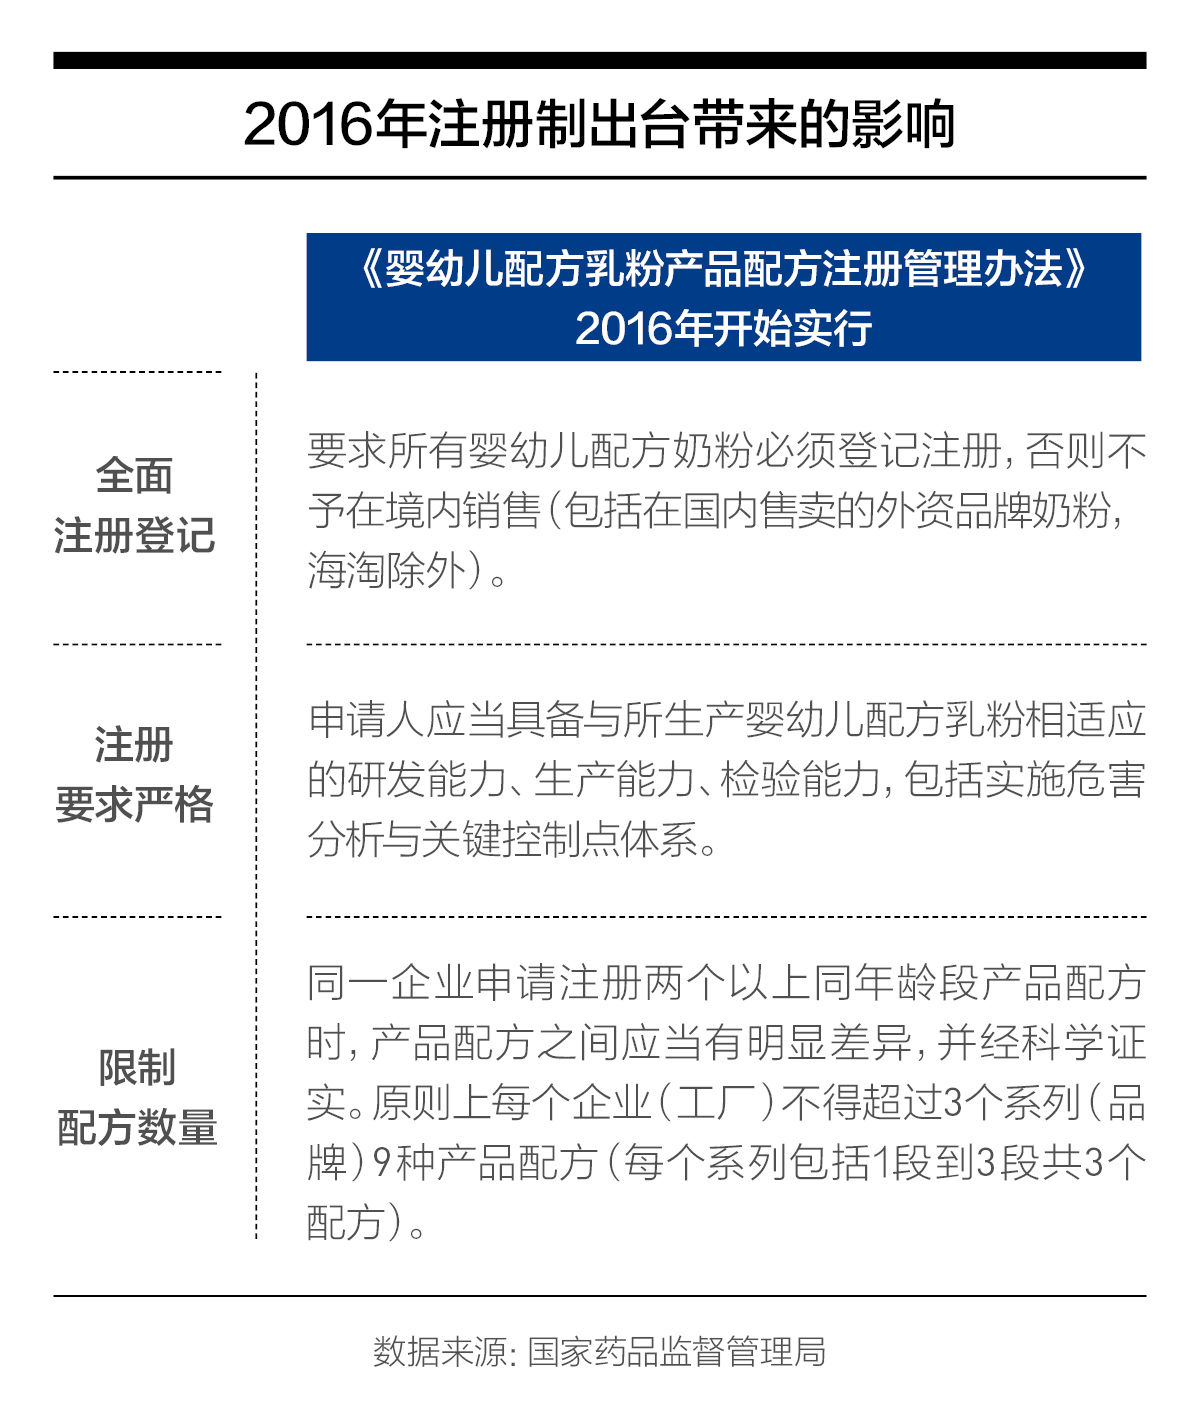 2016年注册制出台带来的影响
《婴幼儿配方乳粉产品配方注册管理办法》
2016年开始实行
全面
注册登记
要求所有婴幼儿配方奶粉必须登记注册，否则不
予在境内销售（包括在国内售卖的外资品牌奶粉，
海淘除外）。
注册
要求严格
申请人应当具备与所生产婴幼儿配方乳粉相适应
的研发能力、生产能力、检验能力，包括实施危害
分析与关键控制点体系。
限制
配方数量
同一企业申请注册两个以上同年龄段产品配方
时，产品配方之间应当有明显差异，并经科学证
实。原则上每个企业（工厂）不得超过3个系列（品
牌）9种产品配方（每个系列包括1段到3段共3个
配方）。
数据来源：国家药品监督管理局